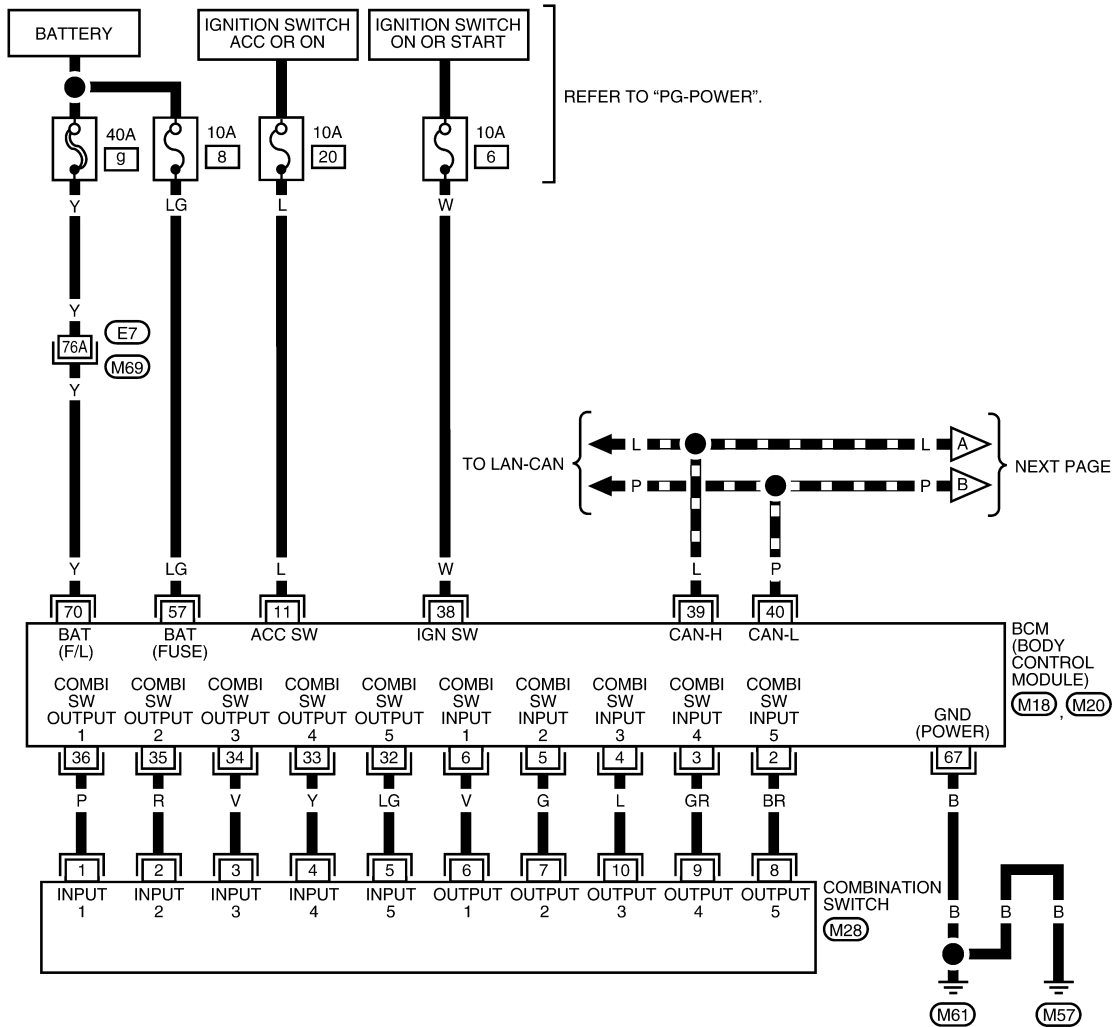 BATTERY
IGNITION SWITCH
ACC OR ON
IGNITION SWITCH
ON OR START
REFER TO “PG-POWER”.
40A
g
10A
8
10A
20
10A
6
Y
LG
L
W
Y
76A
E7
M69
Y
TO LAN-CAN
L
L
A
P
P
B
NEXT PAGE
Y
LG
L
W
L
P
70
57
11
38
39
40
BAT
(F/L)
BAT
(FUSE)
ACC SW
IGN SW
CAN-H
CAN-L
BCM
(BODY
CONTROL
MODULE)
M18 , M20
COMBI
SW
OUTPUT
1
COMBI
SW
OUTPUT
2
COMBI
SW
OUTPUT
3
COMBI
SW
OUTPUT
4
COMBI
SW
OUTPUT
5
COMBI
SW
INPUT
1
COMBI
SW
INPUT
2
COMBI
SW
INPUT
3
COMBI
SW
INPUT
4
COMBI
SW
INPUT
5
GND
(POWER)
36
35
34
33
32
6
5
4
3
2
67
P
R
V
Y
LG
V
G
L
GR
BR
B
1
2
3
4
5
6
7
10
9
8
INPUT
1
INPUT
2
INPUT
3
INPUT
4
INPUT
5
OUTPUT
1
OUTPUT
2
OUTPUT
3
OUTPUT
4
OUTPUT
5
COMBINATION
SWITCH
M28
B
B
B
M61
M57